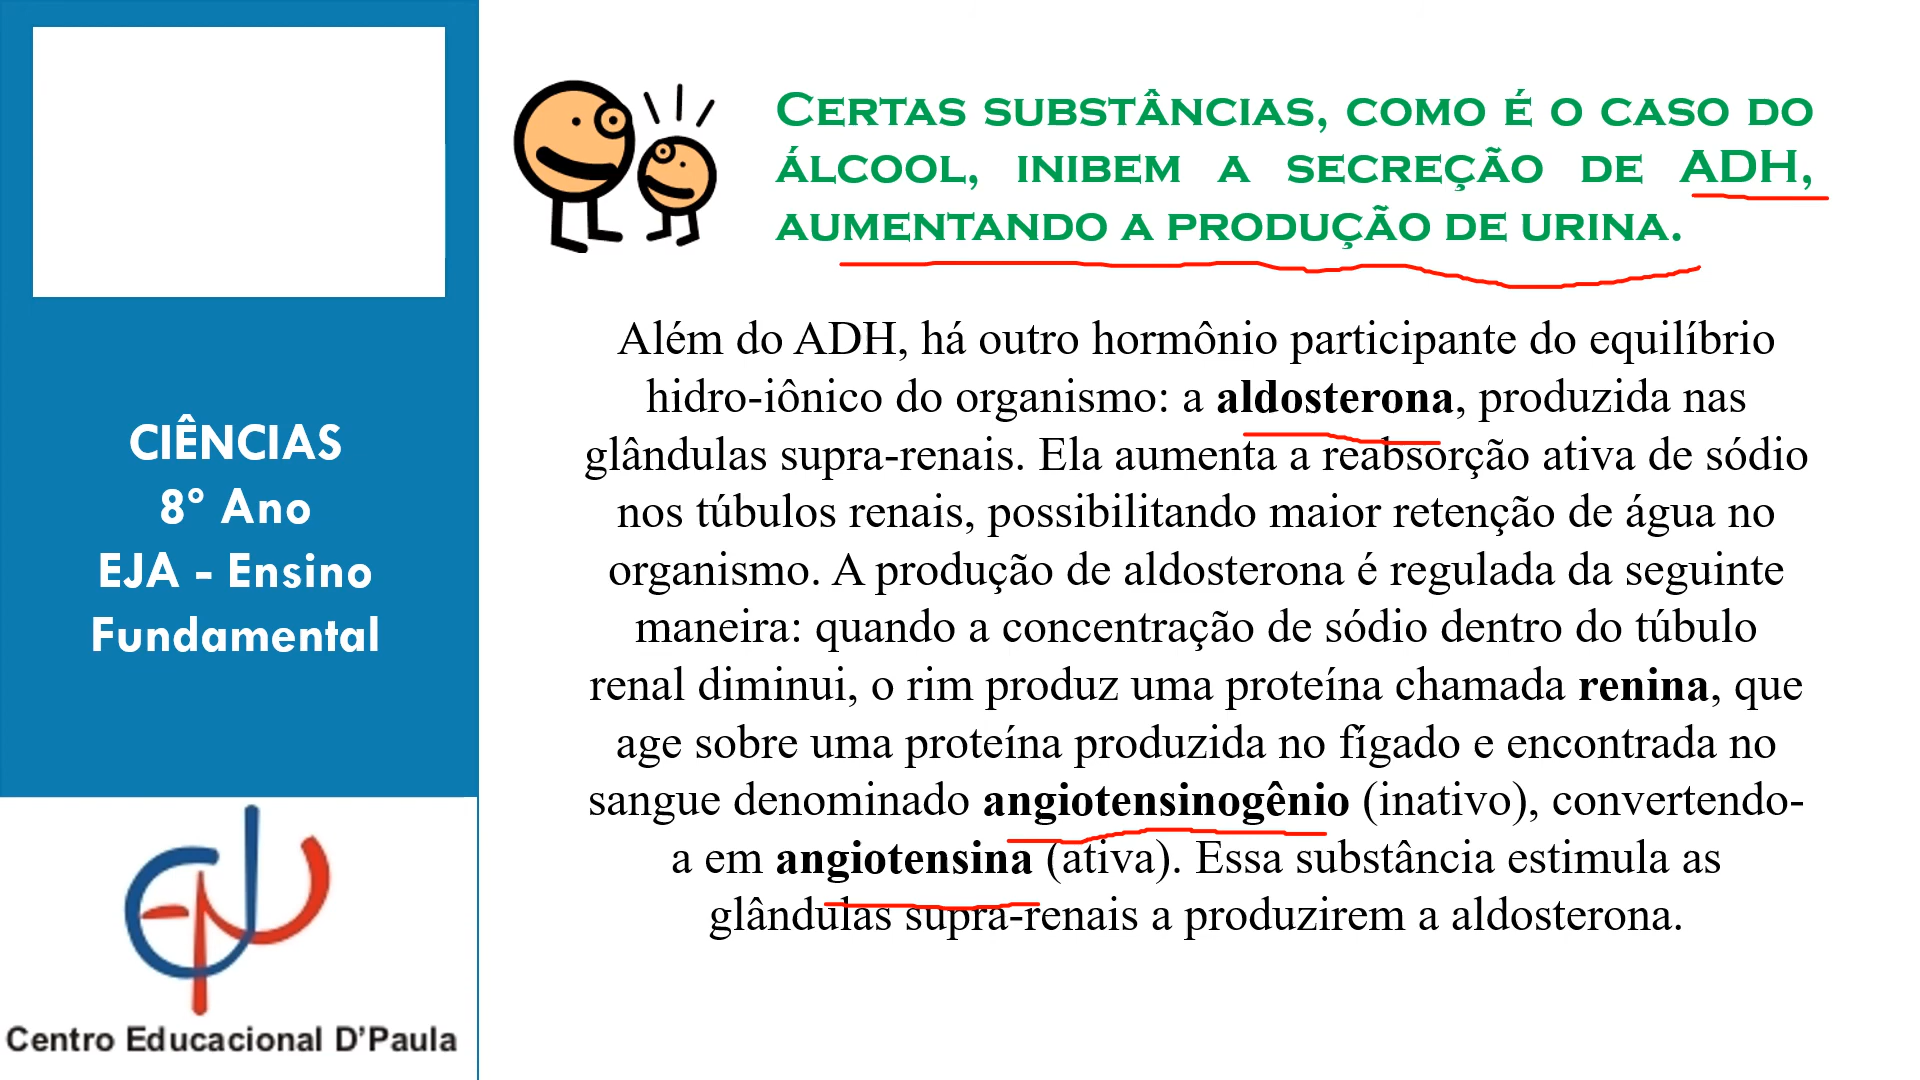 CIÊNCIAS
8° Ano
EJA - Ensino
Fundamental
Centro Educacional D'Paula
CERTAS SUBSTÂNCIAS, COMO É O CASO DO
ÁLCOOL, INIBEM A SECREÇÃO DE ADH,
AUMENTANDO A PRODUÇÃO DE URINA.
Além do ADH, há outro hormônio participante do equilíbrio
hidro-iônico do organismo: a aldosterona, produzida nas
glândulas supra-renais. Ela aumenta a reabsorção ativa de sódio
nos túbulos renais, possibilitando maior retenção de água no
organismo. A produção de aldosterona é regulada da seguinte
maneira: quando a concentração de sódio dentro do túbulo
renal diminui, o rim produz uma proteína chamada renina, que
age sobre uma proteína produzida no fígado e encontrada no
sangue denominado angiotensinogênio (inativo), convertendo-
a em angiotensina (ativa). Essa substância estimula as
glândulas supra-renais a produzirem a aldosterona.